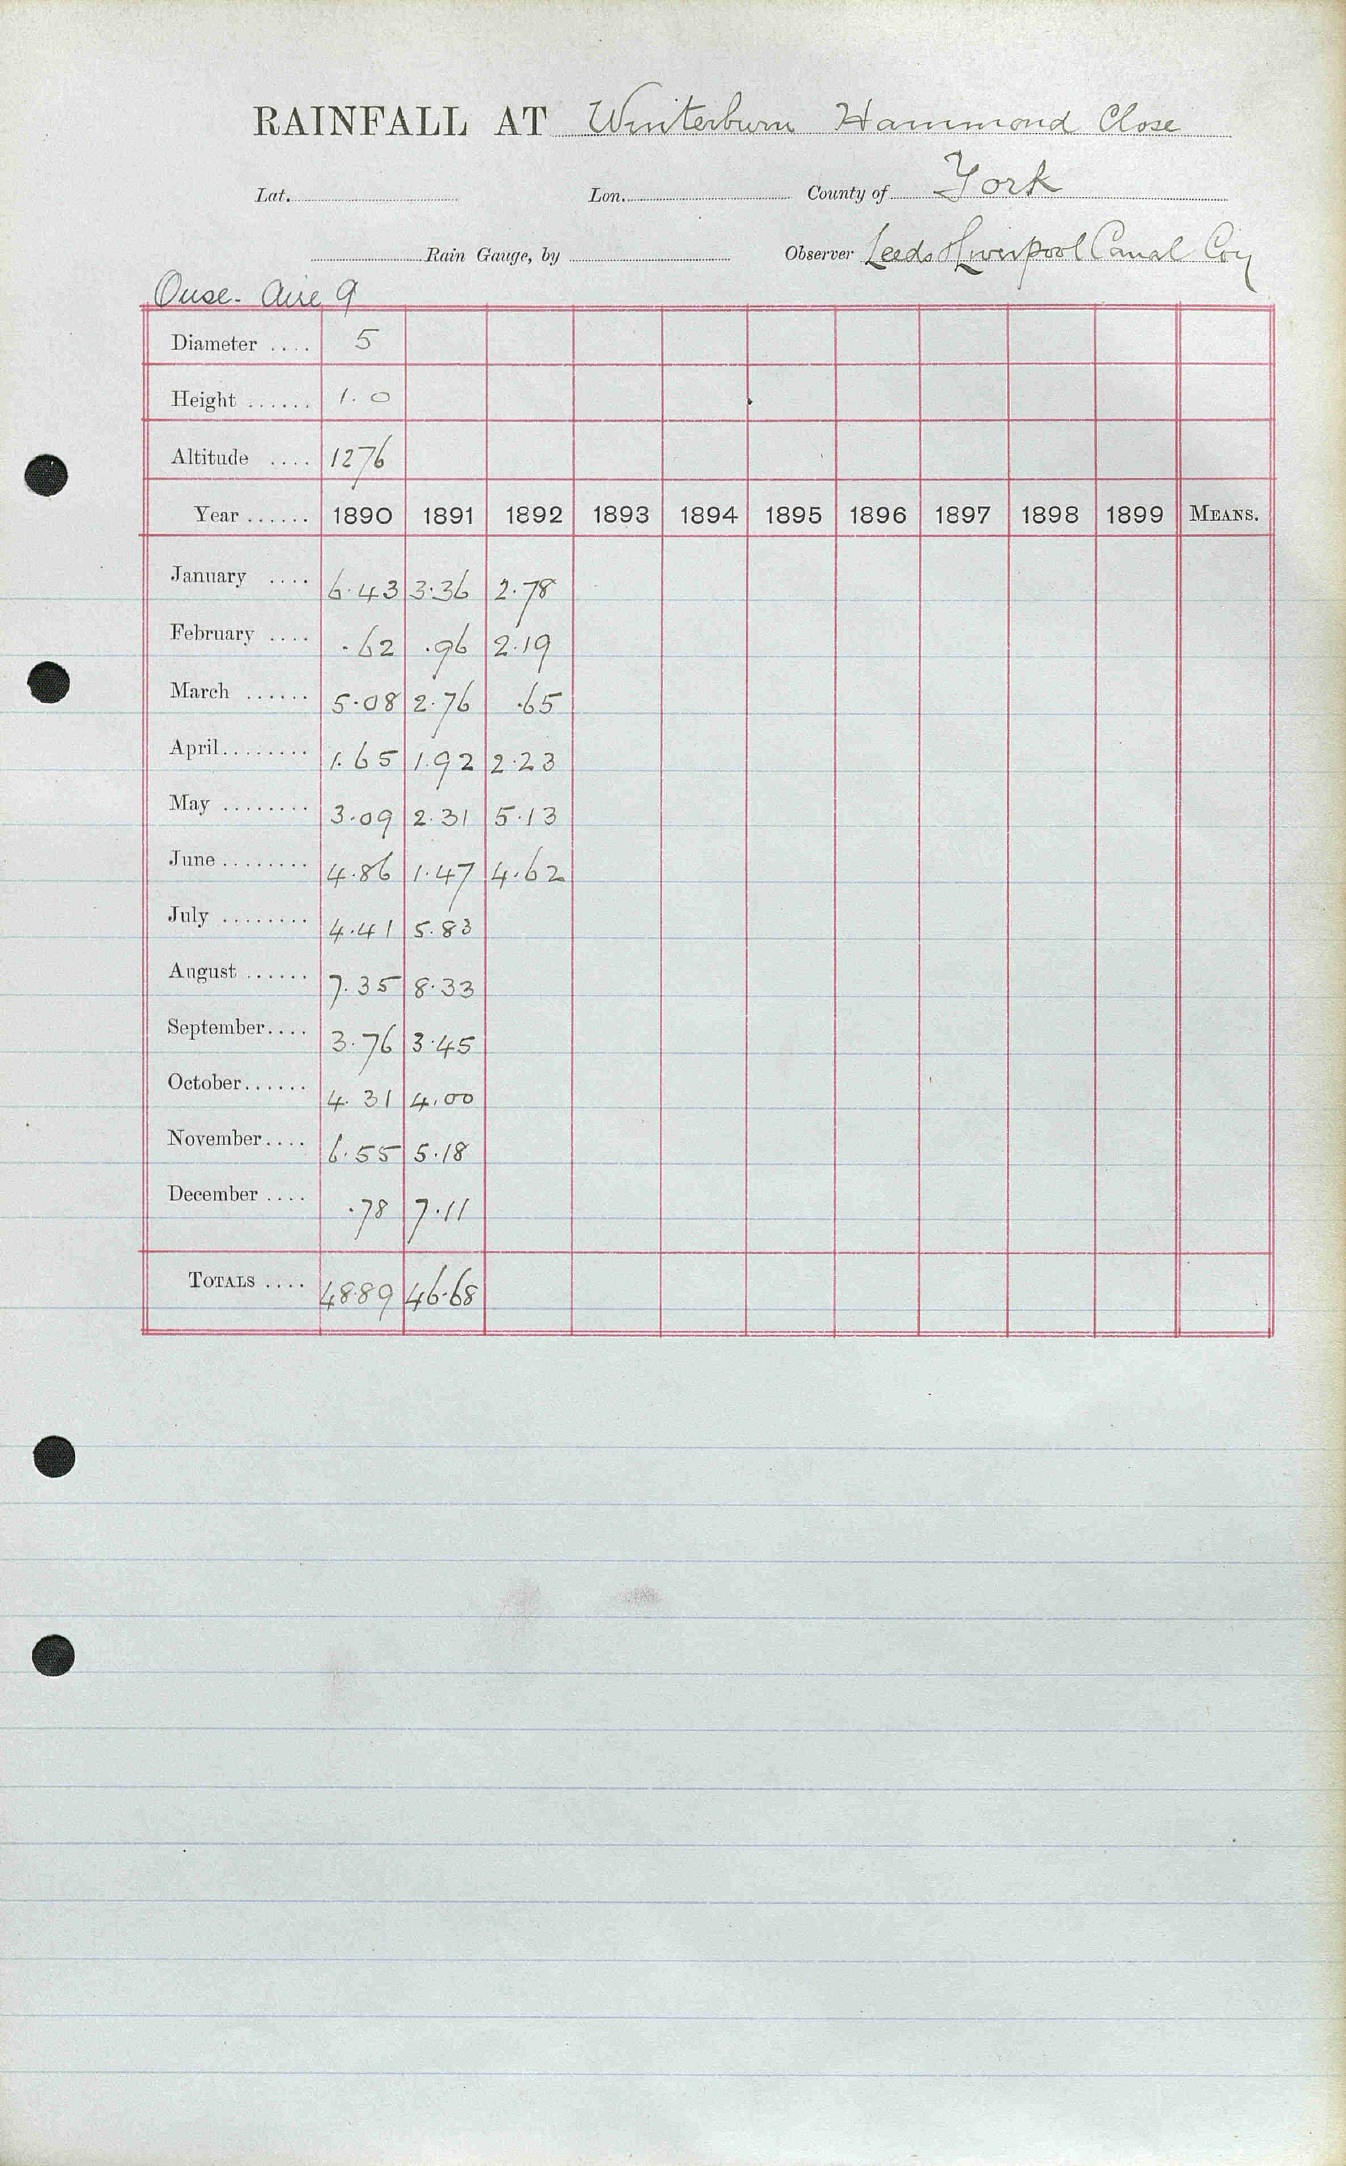 RAINFALL AT Winterburn Hammond Close
Lat. Lon. County of York
Rain Gauge, by Observer Leeds & Liverpool Canal Coy
Ouse. Aire 9
Diameter .... 5
Height ...... 1.0
Altitude .... 1276
Year ...... 1890 1891 1892 1893 1894 1895 1896 1897 1898 1899 MEANS.
January .... 6.43 3.36 2.78
February .... .62 .96 2.19
March ...... 5.08 2.76 .65
April........ 1.65 1.92 2.23
May ........ 3.09 2.31 5.13
June ........ 4.86 1.47 4.62
July ........ 4.41 5.83
August ...... 7.35 8.33
September.... 3.76 3.45
October...... 4.31 4.00
November.... 6.55 5.18
December .... .78 7.11
TOTALS .... 48.89 46.68